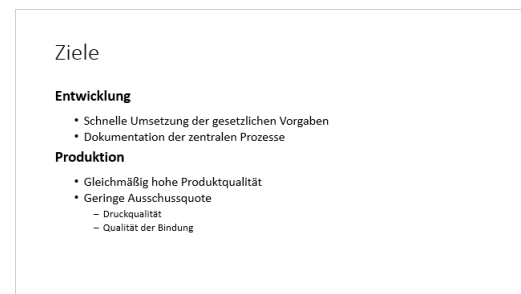 Ziele
Entwicklung
• Schnelle Umsetzung der gesetzlichen Vorgaben
• Dokumentation der zentralen Prozesse
Produktion
• Gleichmäßig hohe Produktqualität
• Geringe Ausschussquote
– Druckqualität
– Qualität der Bindung